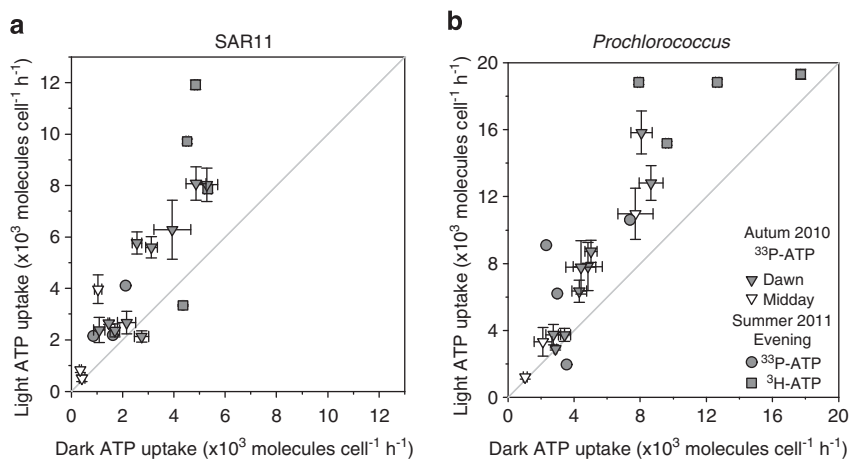 a
SAR11
Light ATP uptake (x10³ molecules cell⁻¹ h⁻¹)
12
10
8
6
4
2
0
0 2 4 6 8 10 12
Dark ATP uptake (x10³ molecules cell⁻¹ h⁻¹)
b
Prochlorococcus
Light ATP uptake (x10³ molecules cell⁻¹ h⁻¹)
20
16
12
8
4
0
0 4 8 12 16 20
Dark ATP uptake (x10³ molecules cell⁻¹ h⁻¹)
Autum 2010
³³P-ATP
Dawn
Midday
Summer 2011
Evening
³³P-ATP
³H-ATP